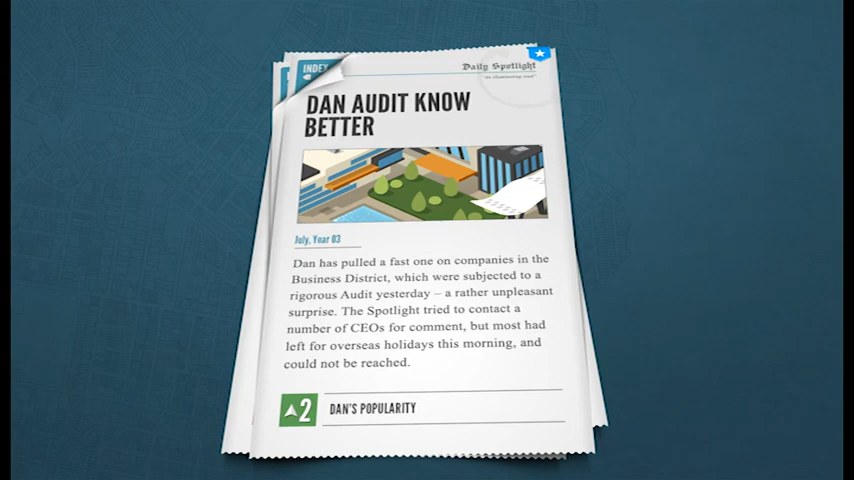 INDEX
Daily Spotlight
"An illuminating read"
DAN AUDIT KNOW
BETTER
July, Year 03
Dan has pulled a fast one on companies in the
Business District, which were subjected to a
rigorous Audit yesterday – a rather unpleasant
surprise. The Spotlight tried to contact a
number of CEOs for comment, but most had
left for overseas holidays this morning, and
could not be reached.
2 DAN'S POPULARITY